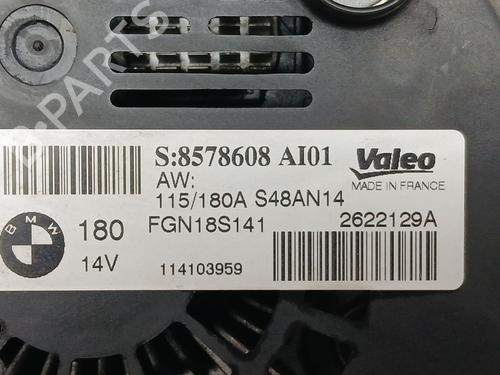 B-PARTS
S:8578608 AI01
Valeo
AW:
MADE IN FRANCE
115/180A S48AN14
BMW
180
FGN18S141
2622129A
14V
114103959